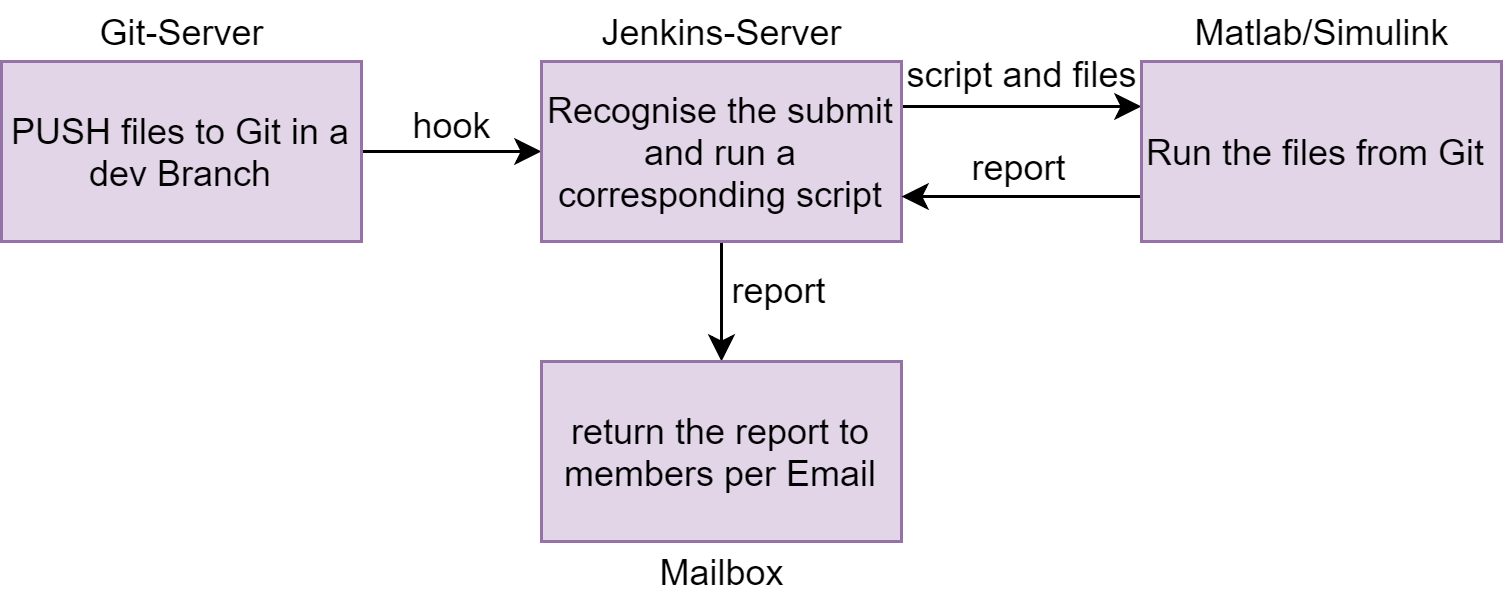 Git-Server
PUSH files to Git in a
dev Branch
hook
Jenkins-Server
Recognise the submit
and run a
corresponding script
script and files
report
Matlab/Simulink
Run the files from Git
report
return the report to
members per Email
Mailbox